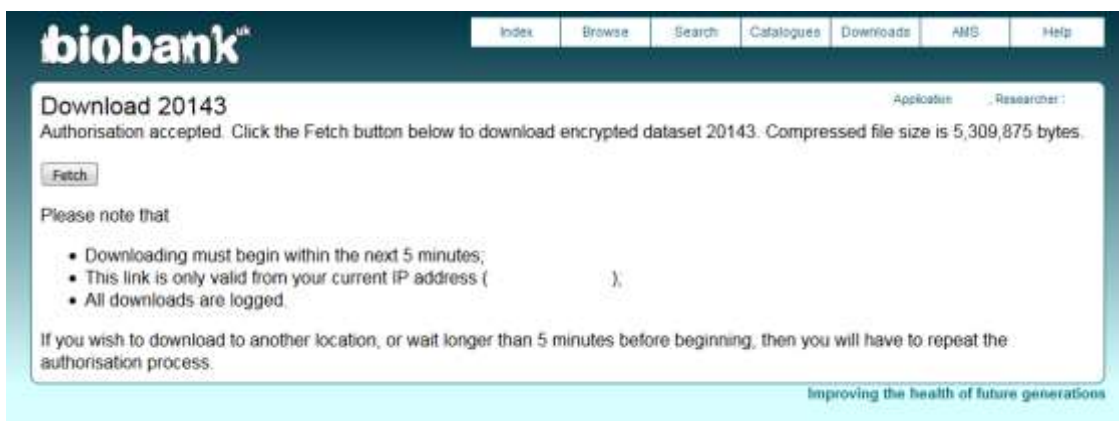 biobank uk
Index Browse Search Catalogues Downloads AMS Help
Download 20143
Application , Researcher :
Authorisation accepted. Click the Fetch button below to download encrypted dataset 20143. Compressed file size is 5,309,875 bytes.
Fetch
Please note that
• Downloading must begin within the next 5 minutes;
• This link is only valid from your current IP address ( );
• All downloads are logged.
If you wish to download to another location, or wait longer than 5 minutes before beginning, then you will have to repeat the
authorisation process.
Improving the health of future generations